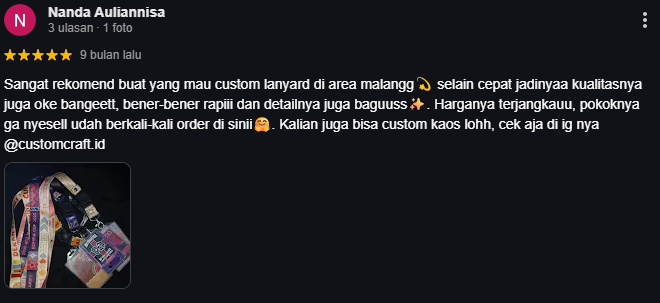 N
Nanda Auliannisa
3 ulasan · 1 foto
★★★★★ 9 bulan lalu
Sangat rekomend buat yang mau custom lanyard di area malangg💫 selain cepat jadinyaa kualitasnya
juga oke bangeett, bener-bener rapiii dan detailnya juga baguuss✨. Harganya terjangkauu, pokoknya
ga nyesell udah berkali-kali order di sinii🤗. Kalian juga bisa custom kaos lohh, cek aja di ig nya
@customcraft.id